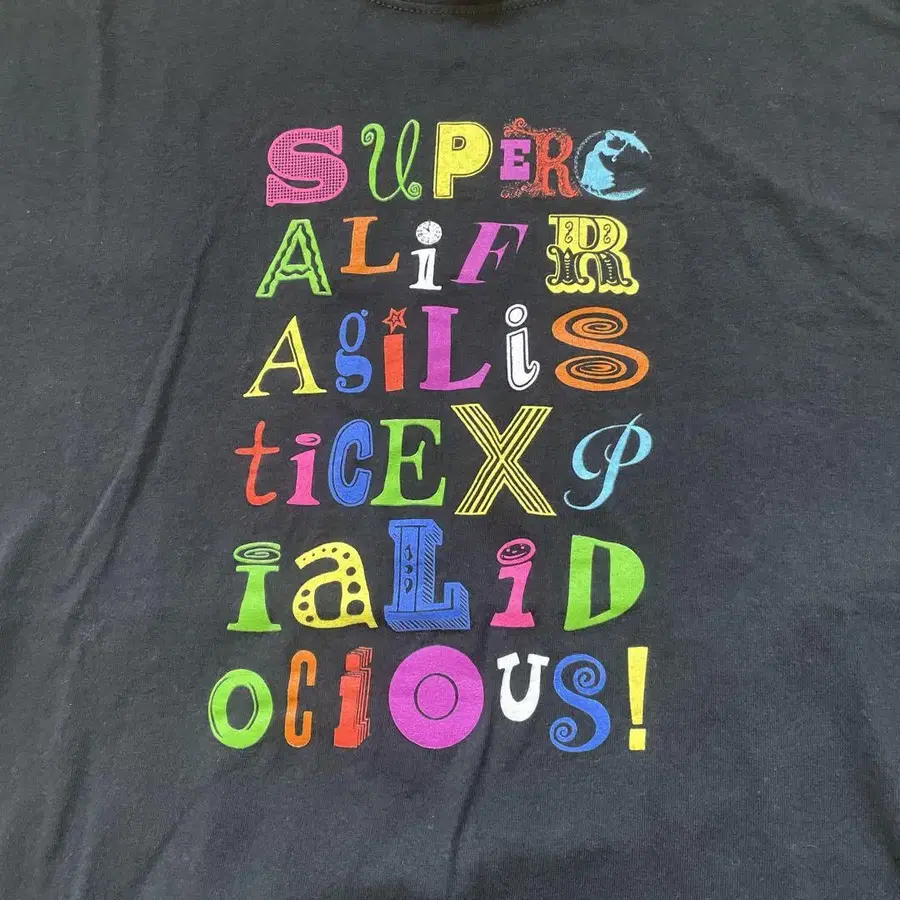 SUPERC
ALiFR
AgiLiS
tiCEXP
iaLiD
OCiOUS!